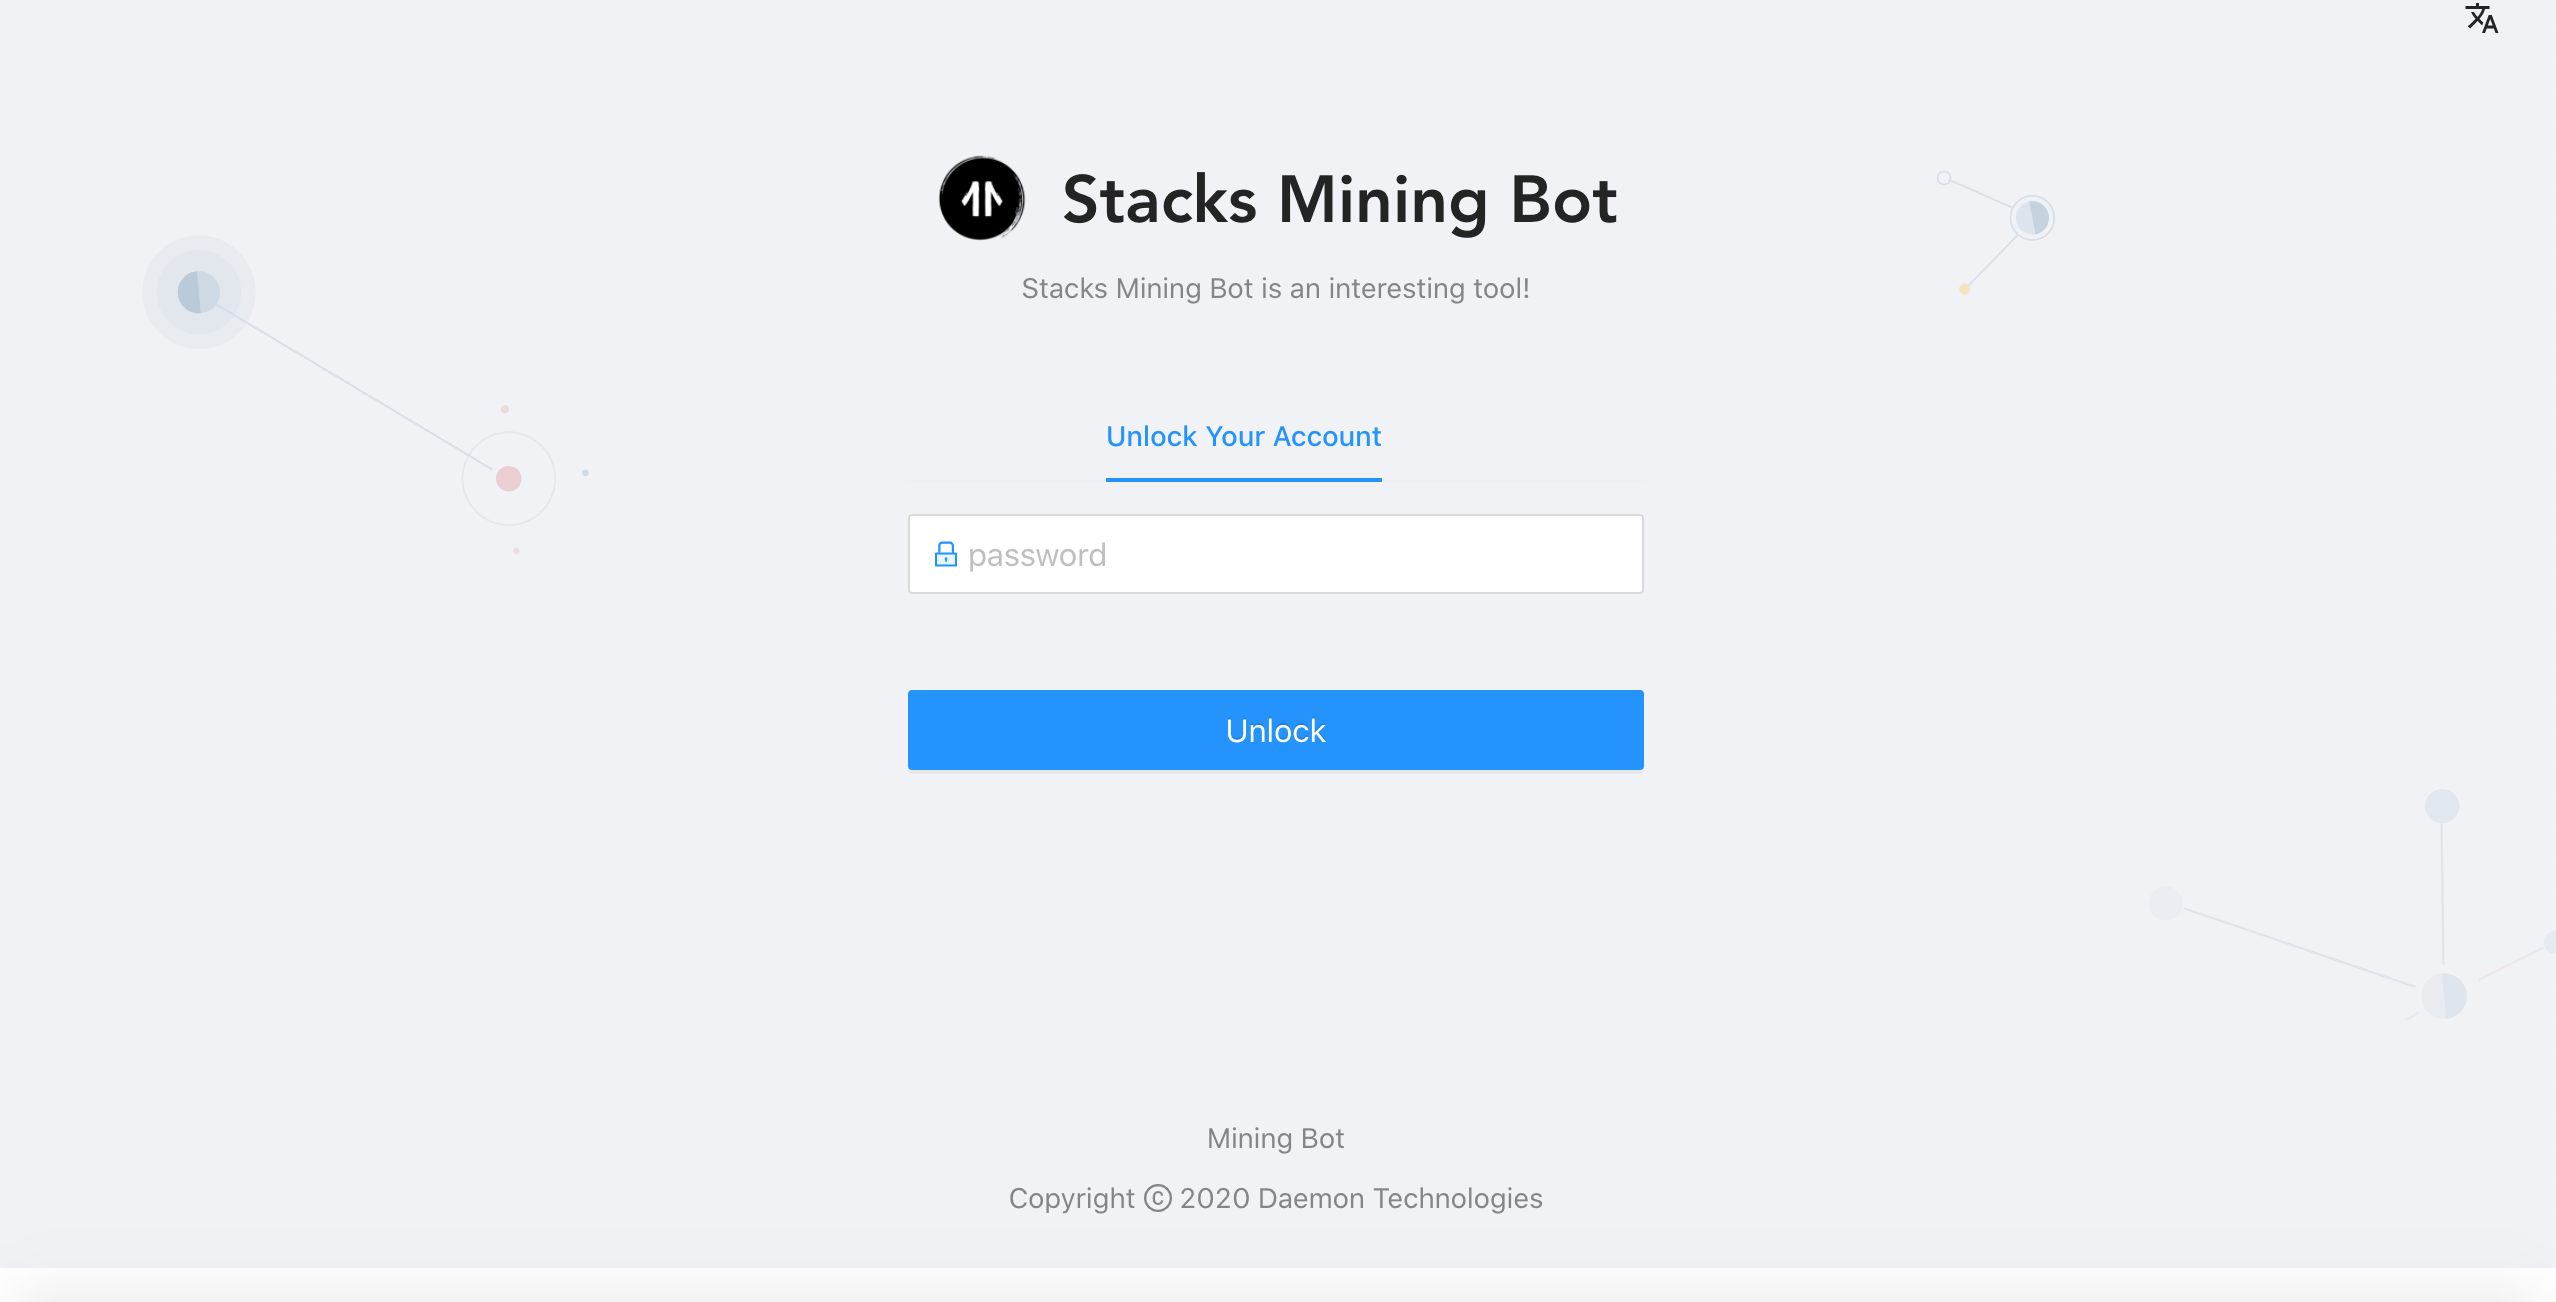 Stacks Mining Bot
Stacks Mining Bot is an interesting tool!
Unlock Your Account
password
Unlock
Mining Bot
Copyright © 2020 Daemon Technologies